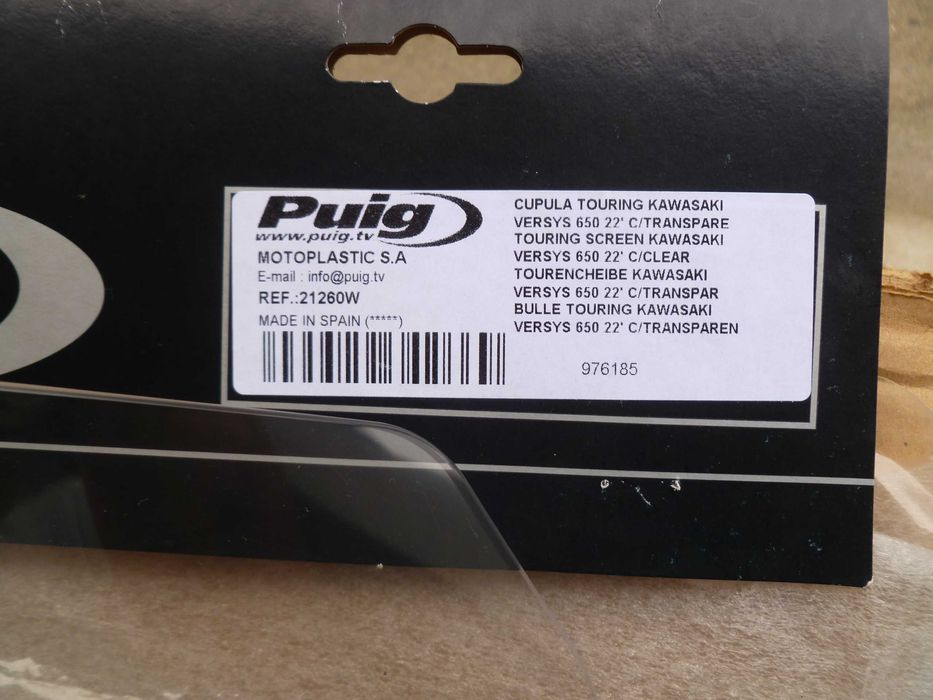 Puig
www.puig.tv
MOTOPLASTIC S.A
E-mail : info@puig.tv
REF.:21260W
MADE IN SPAIN (*****)
CUPULA TOURING KAWASAKI
VERSYS 650 22' C/TRANSPARE
TOURING SCREEN KAWASAKI
VERSYS 650 22' C/CLEAR
TOURENCHEIBE KAWASAKI
VERSYS 650 22' C/TRANSPAR
BULLE TOURING KAWASAKI
VERSYS 650 22' C/TRANSPAREN
976185